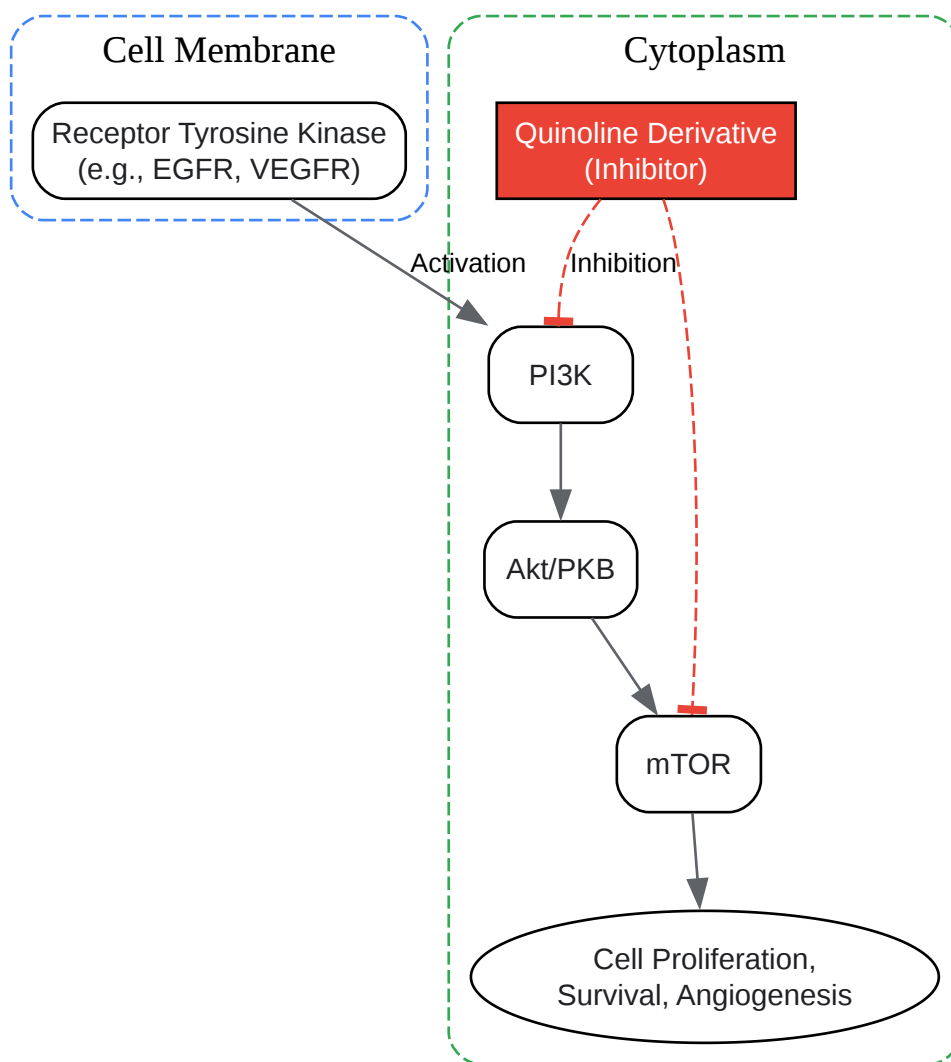 Cell Membrane
Cytoplasm
Receptor Tyrosine Kinase
(e.g., EGFR, VEGFR)
Quinoline Derivative
(Inhibitor)
Activation
Inhibition
PI3K
Akt/PKB
mTOR
Cell Proliferation,
Survival, Angiogenesis